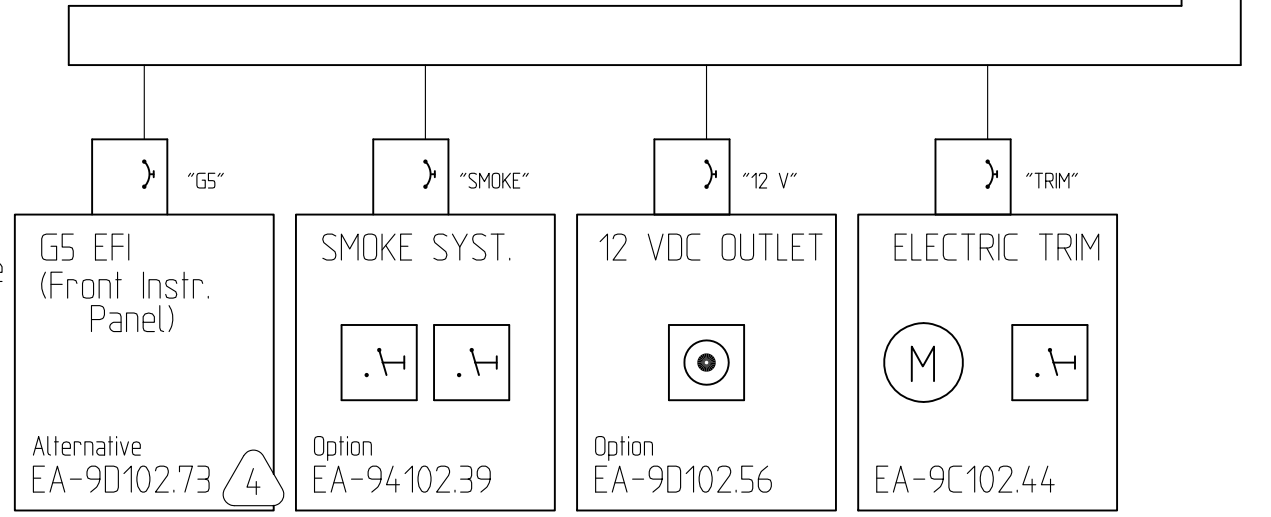 "G5"
"SMOKE"
"12 V"
"TRIM"
G5 EFI
(Front Instr.
Panel)
Alternative
EA-9D102.73
4
SMOKE SYST.
Option
EA-94102.39
12 VDC OUTLET
Option
EA-9D102.56
ELECTRIC TRIM
M
EA-9C102.44